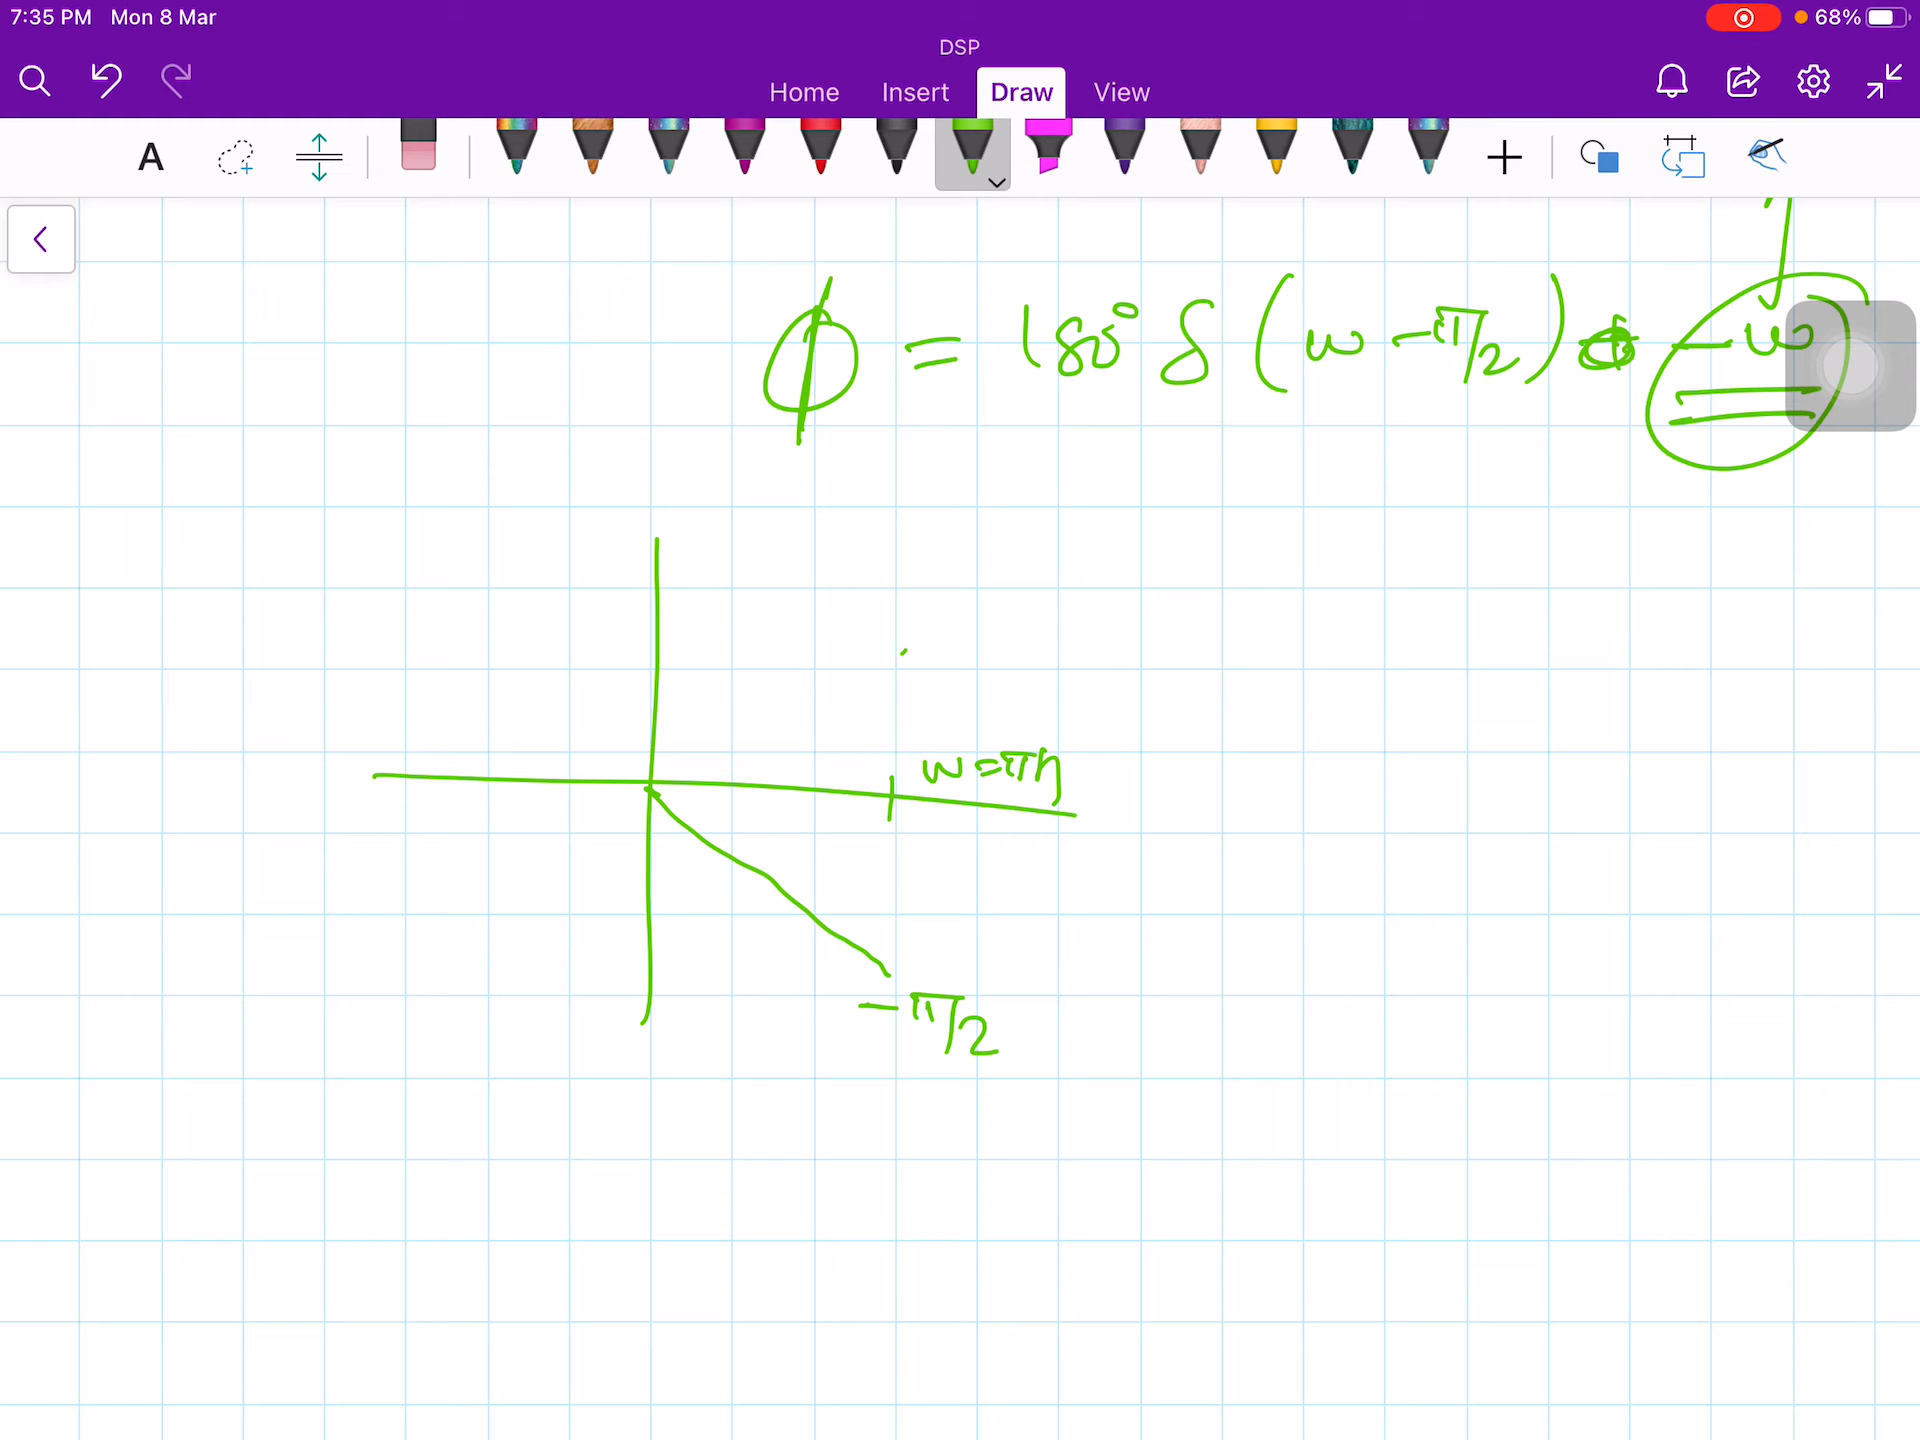 7:35 PM Mon 8 Mar
68%
DSP
Home Insert Draw View
A
ϕ = 180° δ (ω - π/2) - ω
- π/2